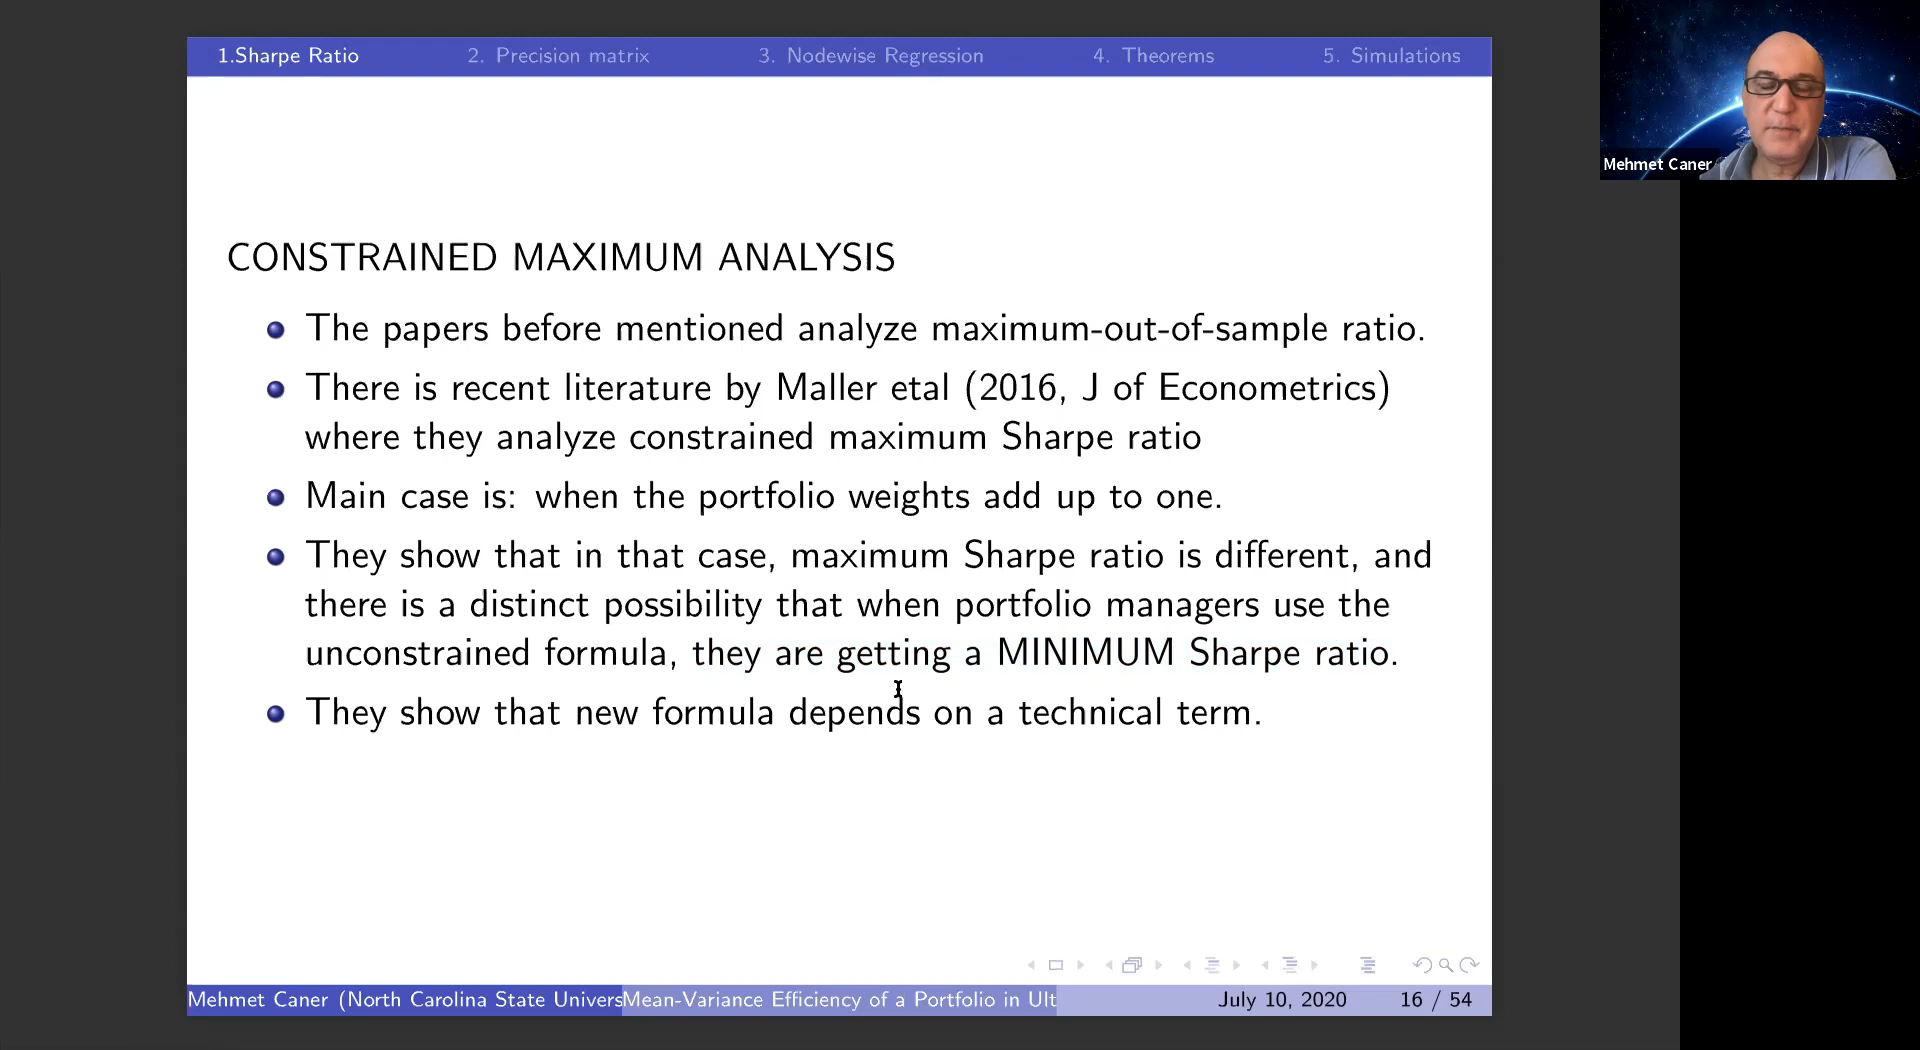 1.Sharpe Ratio 2. Precision matrix 3. Nodewise Regression 4. Theorems 5. Simulations
Mehmet Caner
CONSTRAINED MAXIMUM ANALYSIS
The papers before mentioned analyze maximum-out-of-sample ratio.
There is recent literature by Maller etal (2016, J of Econometrics)
where they analyze constrained maximum Sharpe ratio
Main case is: when the portfolio weights add up to one.
They show that in that case, maximum Sharpe ratio is different, and
there is a distinct possibility that when portfolio managers use the
unconstrained formula, they are getting a MINIMUM Sharpe ratio.
They show that new formula depends on a technical term.
Mehmet Caner (North Carolina State Univers Mean-Variance Efficiency of a Portfolio in Ult July 10, 2020 16 / 54